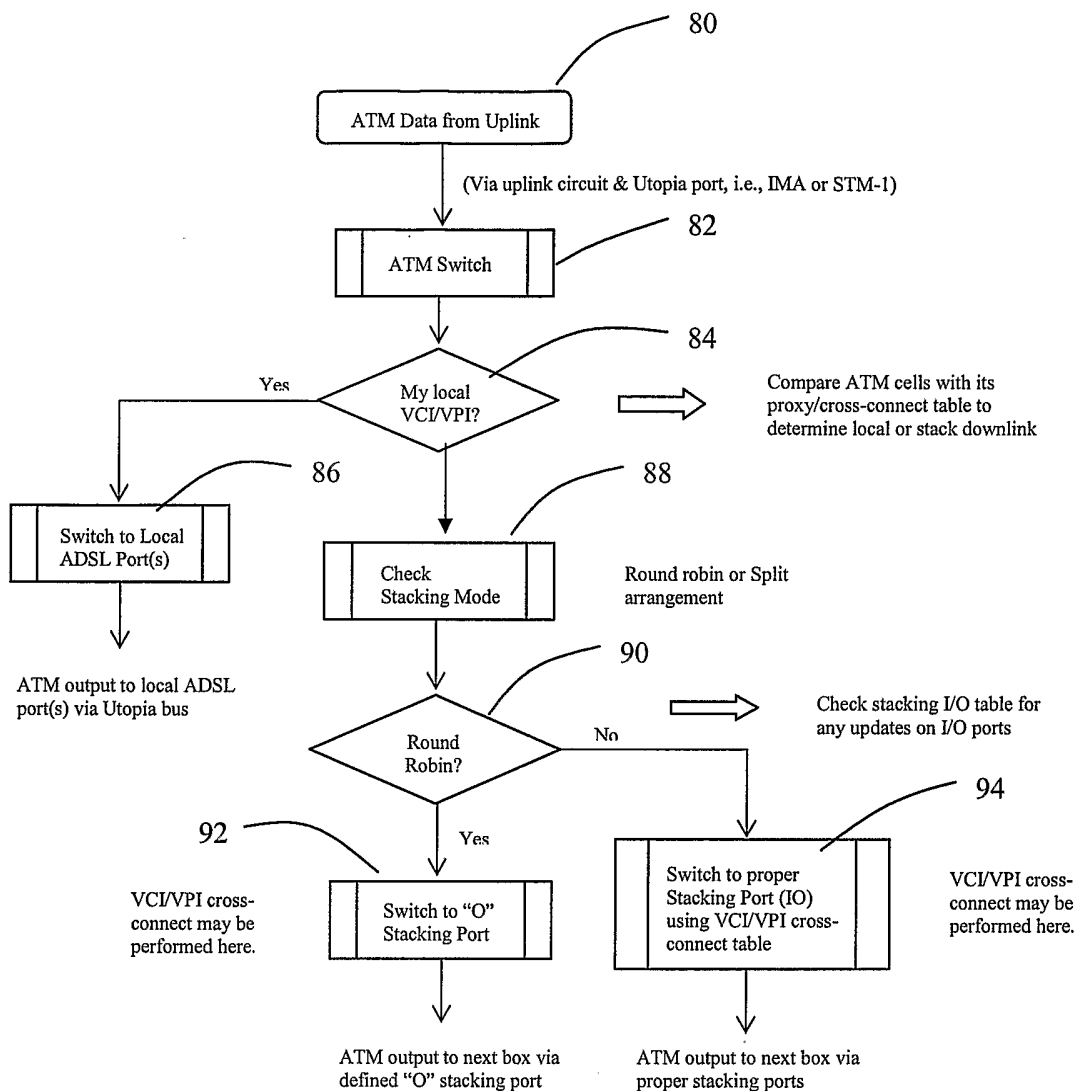 80
ATM Data from Uplink
(Via uplink circuit & Utopia port, i.e., IMA or STM-1)
82
ATM Switch
84
Yes
My local
VCI/VPI?
Compare ATM cells with its
proxy/cross-connect table to
determine local or stack downlink
86
88
Switch to Local
ADSL Port(s)
Check
Stacking Mode
Round robin or Split
arrangement
ATM output to local ADSL
port(s) via Utopia bus
90
Round
Robin?
No
Check stacking I/O table for
any updates on I/O ports
92
Yes
94
VCI/VPI cross-
connect may be
performed here.
Switch to “O”
Stacking Port
Switch to proper
Stacking Port (IO)
using VCI/VPI cross-
connect table
VCI/VPI cross-
connect may be
performed here.
ATM output to next box via
defined “O” stacking port
ATM output to next box via
proper stacking ports